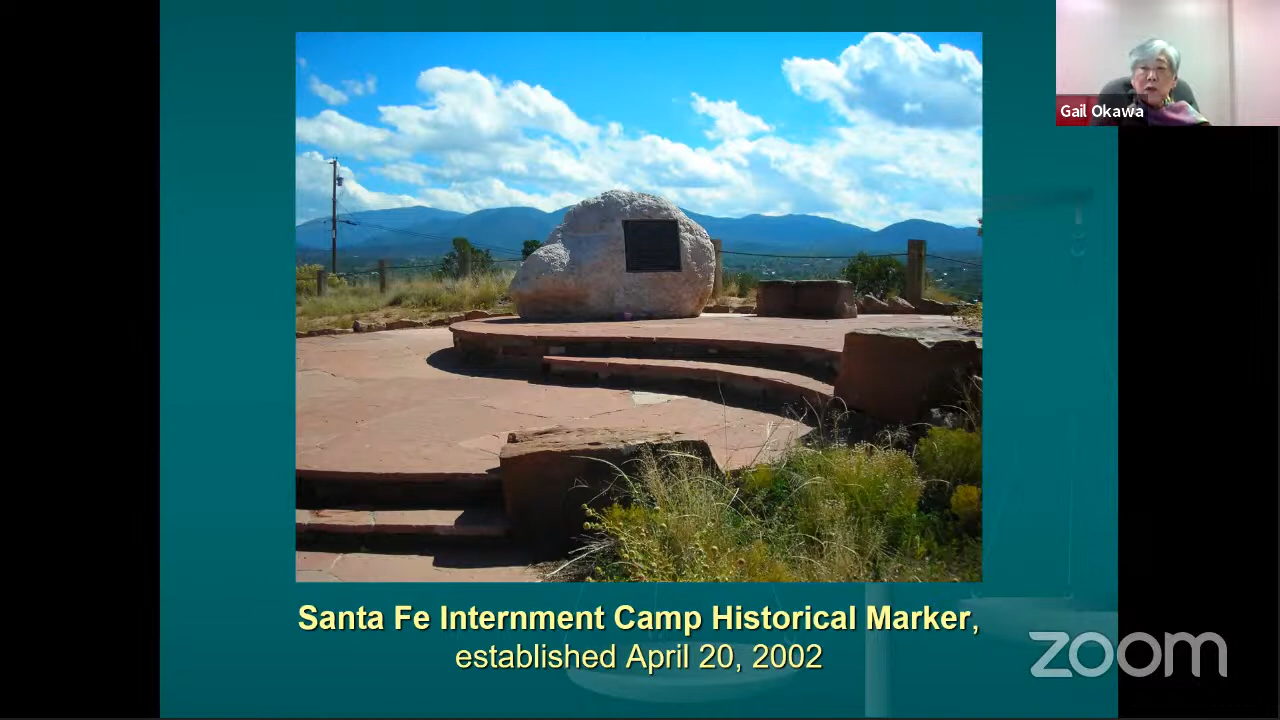 Gail Okawa
Santa Fe Internment Camp Historical Marker,
established April 20, 2002
zoom